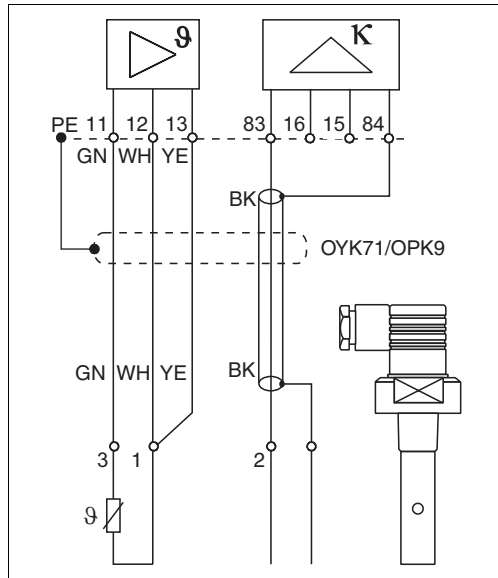 ϑ κ
PE 11 12 13 83 16 15 84
GN WH YE
BK
OYK71/OPK9
GN WH YE BK
3 1 2
ϑ